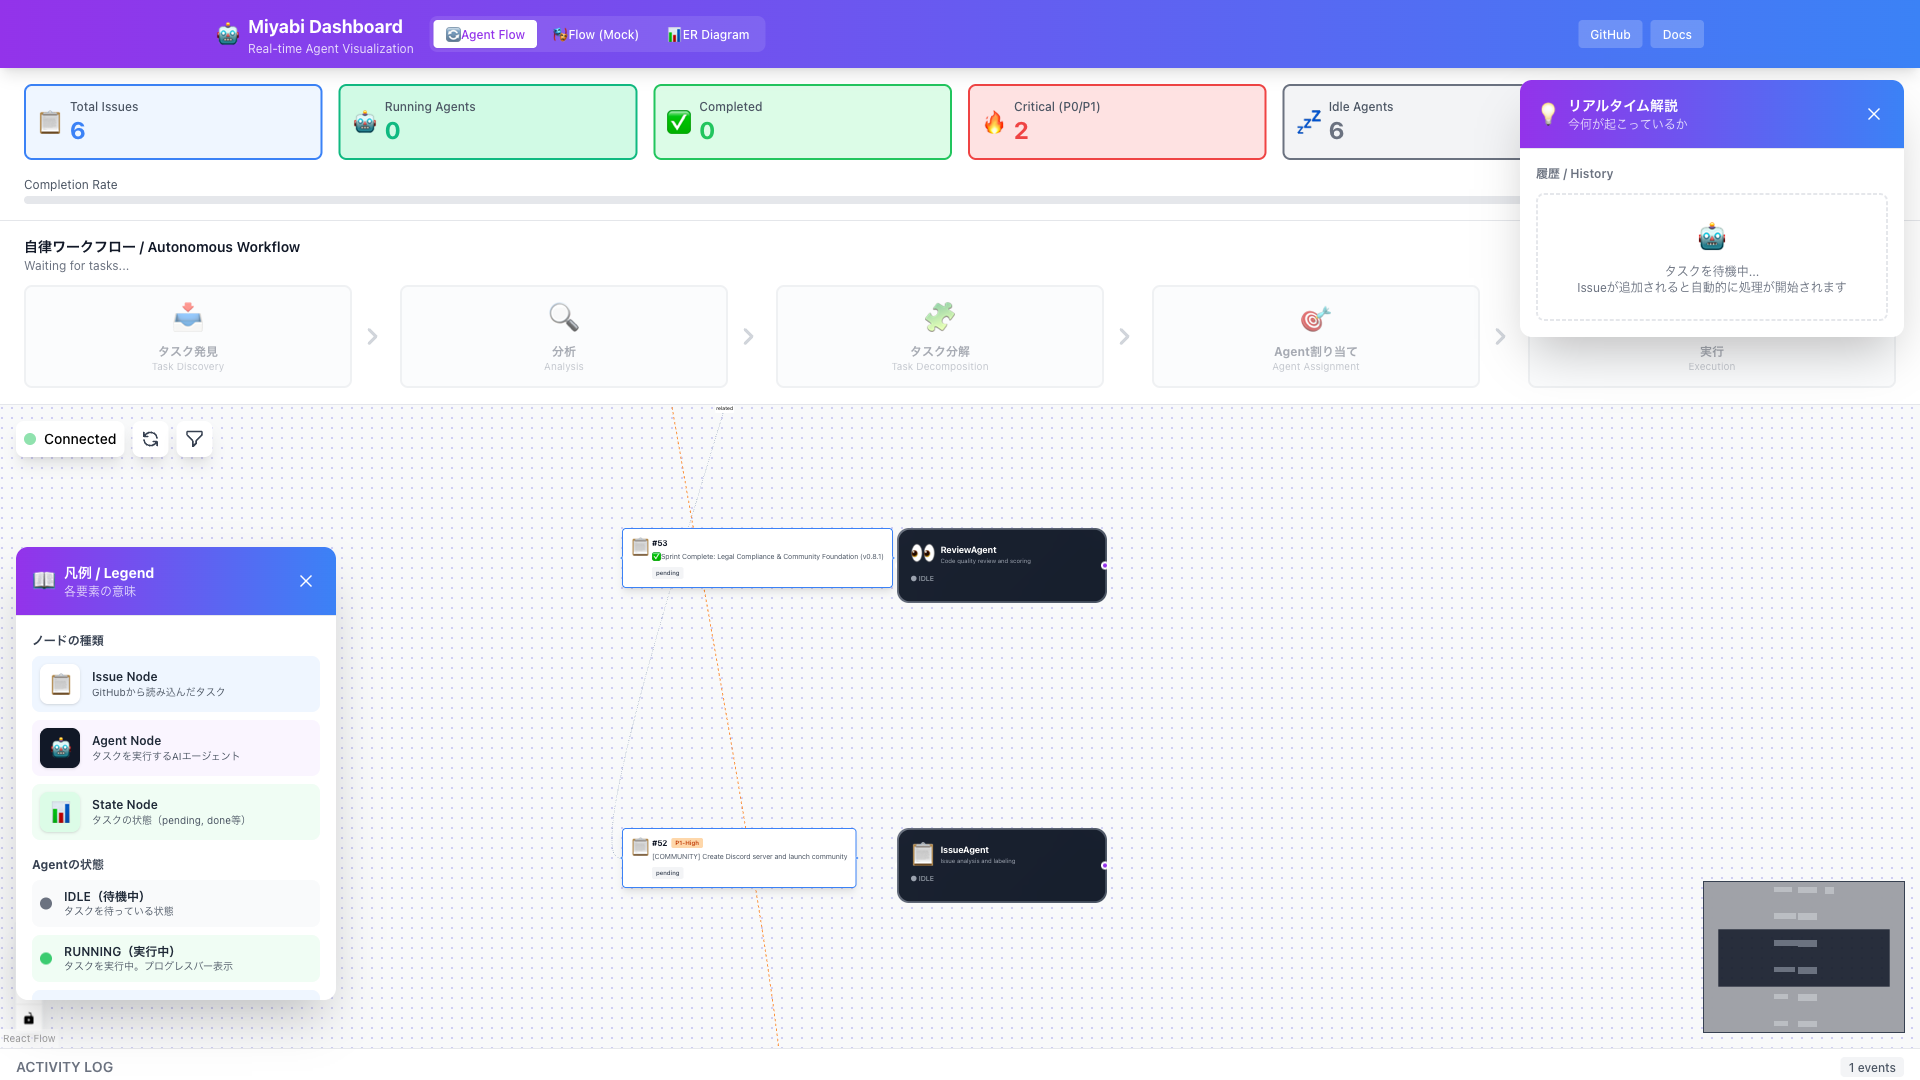 Miyabi Dashboard
Real-time Agent Visualization
Agent Flow
Flow (Mock)
ER Diagram
GitHub
Docs
Total Issues
6
Running Agents
0
Completed
0
Critical (P0/P1)
2
Idle Agents
6
Completion Rate
リアルタイム解説
今何が起こっているか
履歴 / History
タスクを待機中...
Issueが追加されると自動的に処理が開始されます
自律ワークフロー / Autonomous Workflow
Waiting for tasks...
タスク発見
Task Discovery
分析
Analysis
タスク分解
Task Decomposition
Agent割り当て
Agent Assignment
実行
Execution
related
Connected
#53
Sprint Complete: Legal Compliance & Community Foundation (v0.8.1)
pending
ReviewAgent
Code quality review and scoring
IDLE
凡例 / Legend
各要素の意味
ノードの種類
Issue Node
GitHubから読み込んだタスク
Agent Node
タスクを実行するAIエージェント
State Node
タスクの状態（pending, done等）
Agentの状態
IDLE（待機中）
タスクを待っている状態
RUNNING（実行中）
タスクを実行中。プログレスバー表示
#52 P1-High
[COMMUNITY] Create Discord server and launch community
pending
IssueAgent
Issue analysis and labeling
IDLE
React Flow
ACTIVITY LOG
1 events